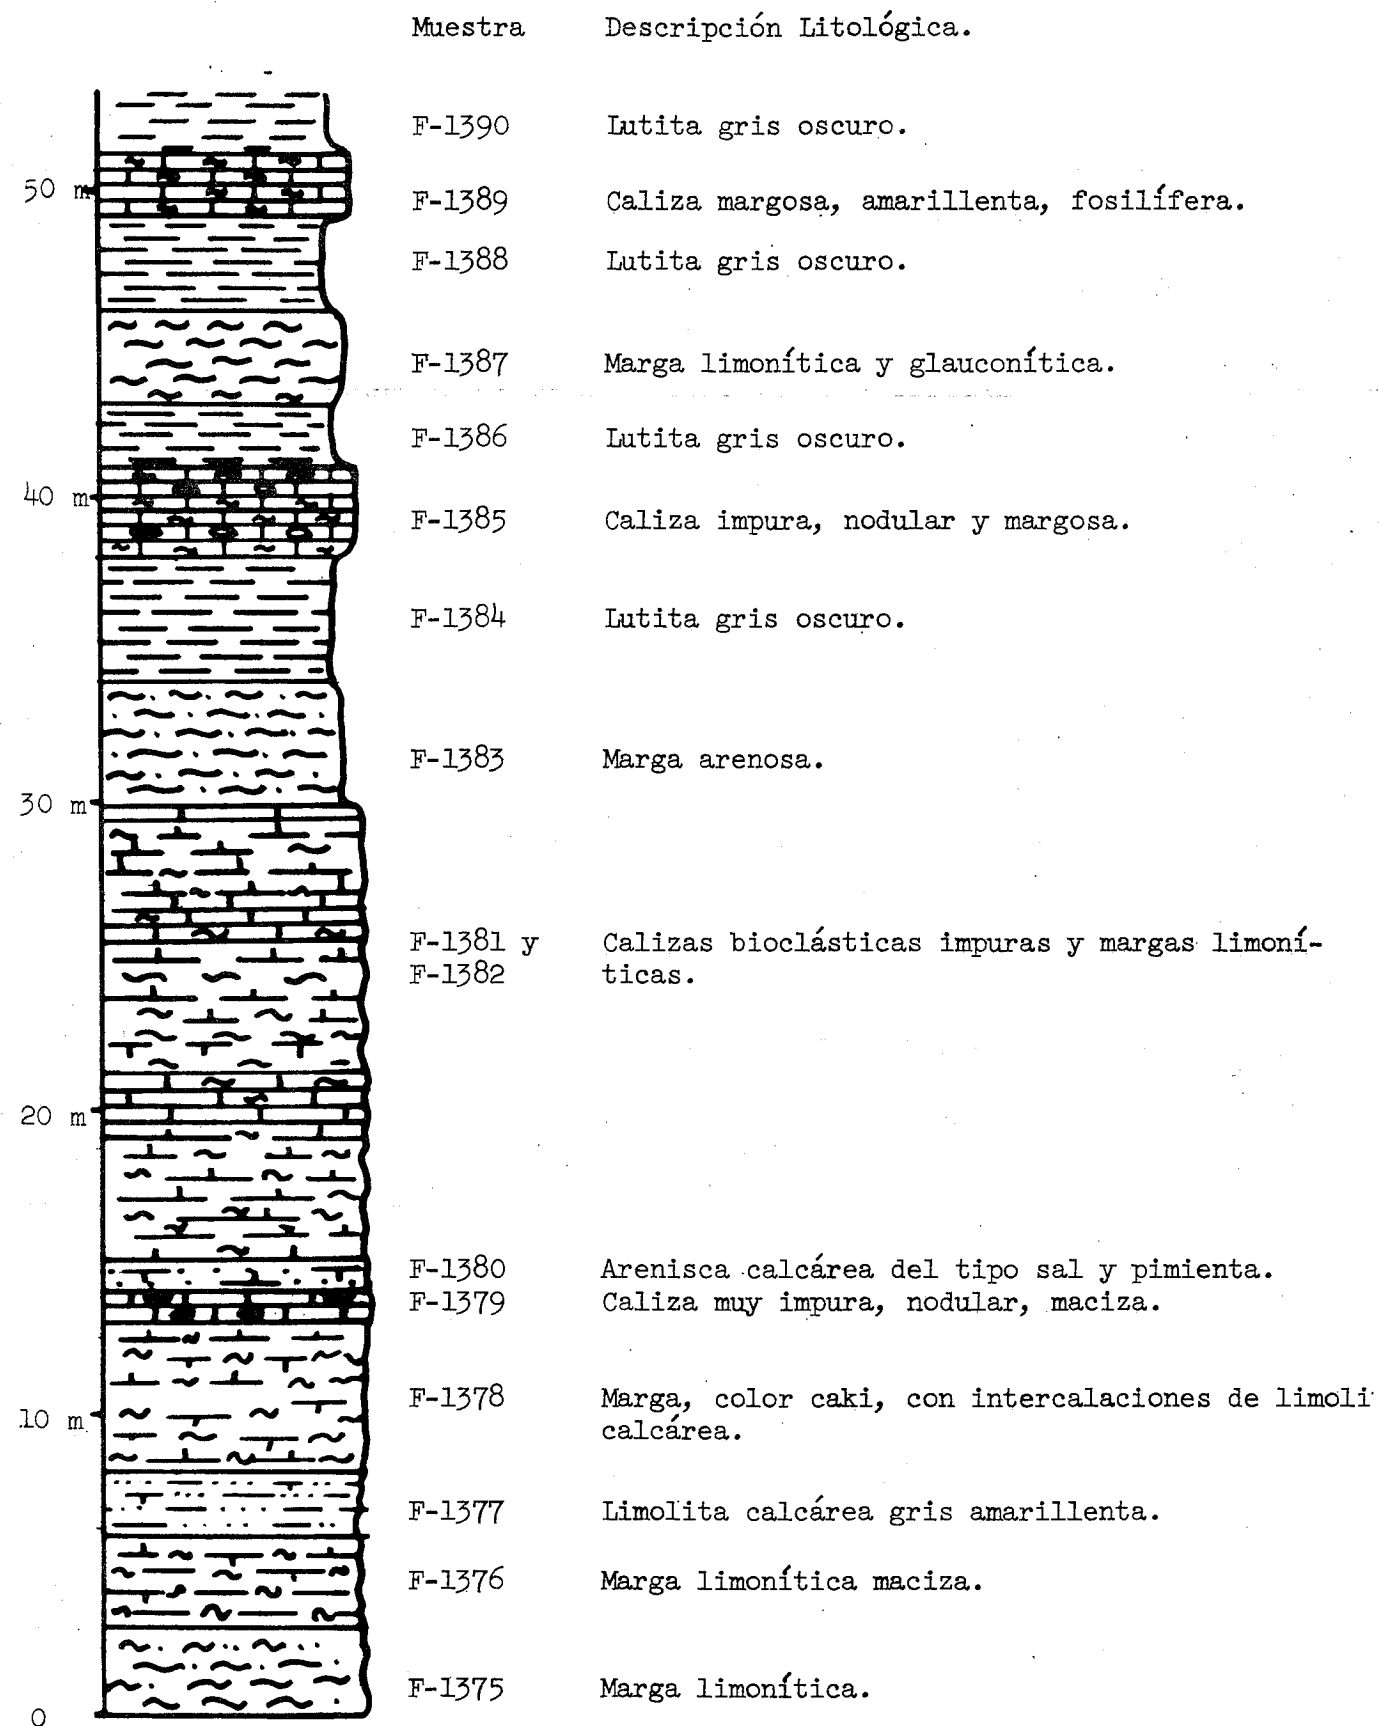 Muestra Descripción Litológica.
F-1390 Lutita gris oscuro.
50 m
F-1389 Caliza margosa, amarillenta, fosilífera.
F-1388 Lutita gris oscuro.
F-1387 Marga limonítica y glauconítica.
F-1386 Lutita gris oscuro.
40 m
F-1385 Caliza impura, nodular y margosa.
F-1384 Lutita gris oscuro.
F-1383 Marga arenosa.
30 m
F-1381 y Calizas bioclásticas impuras y margas limoní-
F-1382 ticas.
20 m
F-1380 Arenisca calcárea del tipo sal y pimienta.
F-1379 Caliza muy impura, nodular, maciza.
F-1378 Marga, color caki, con intercalaciones de limoli
10 m calcárea.
F-1377 Limolita calcárea gris amarillenta.
F-1376 Marga limonítica maciza.
F-1375 Marga limonítica.
0